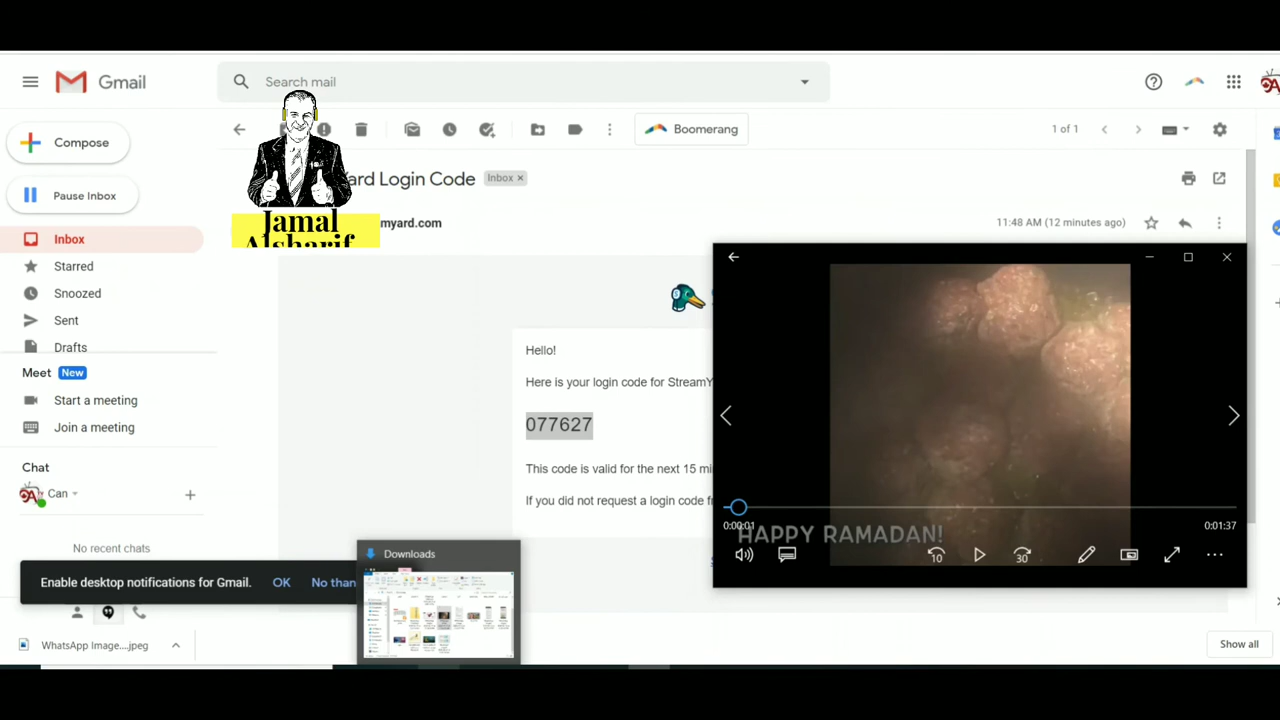 Gmail
Search mail
Compose
Boomerang
1 of 1
Pause Inbox
ard Login Code
Inbox ×
Jamal
Alsharif
myard.com
11:48 AM (12 minutes ago)
Inbox
Starred
Snoozed
Sent
Drafts
Meet
New
Start a meeting
Join a meeting
Chat
Can
No recent chats
Hello!
Here is your login code for StreamY
077627
This code is valid for the next 15 mi
If you did not request a login code f
0:00:01
HAPPY RAMADAN!
0:01:37
10
30
Downloads
Enable desktop notifications for Gmail.
OK
No than
WhatsApp Image....jpeg
Show all